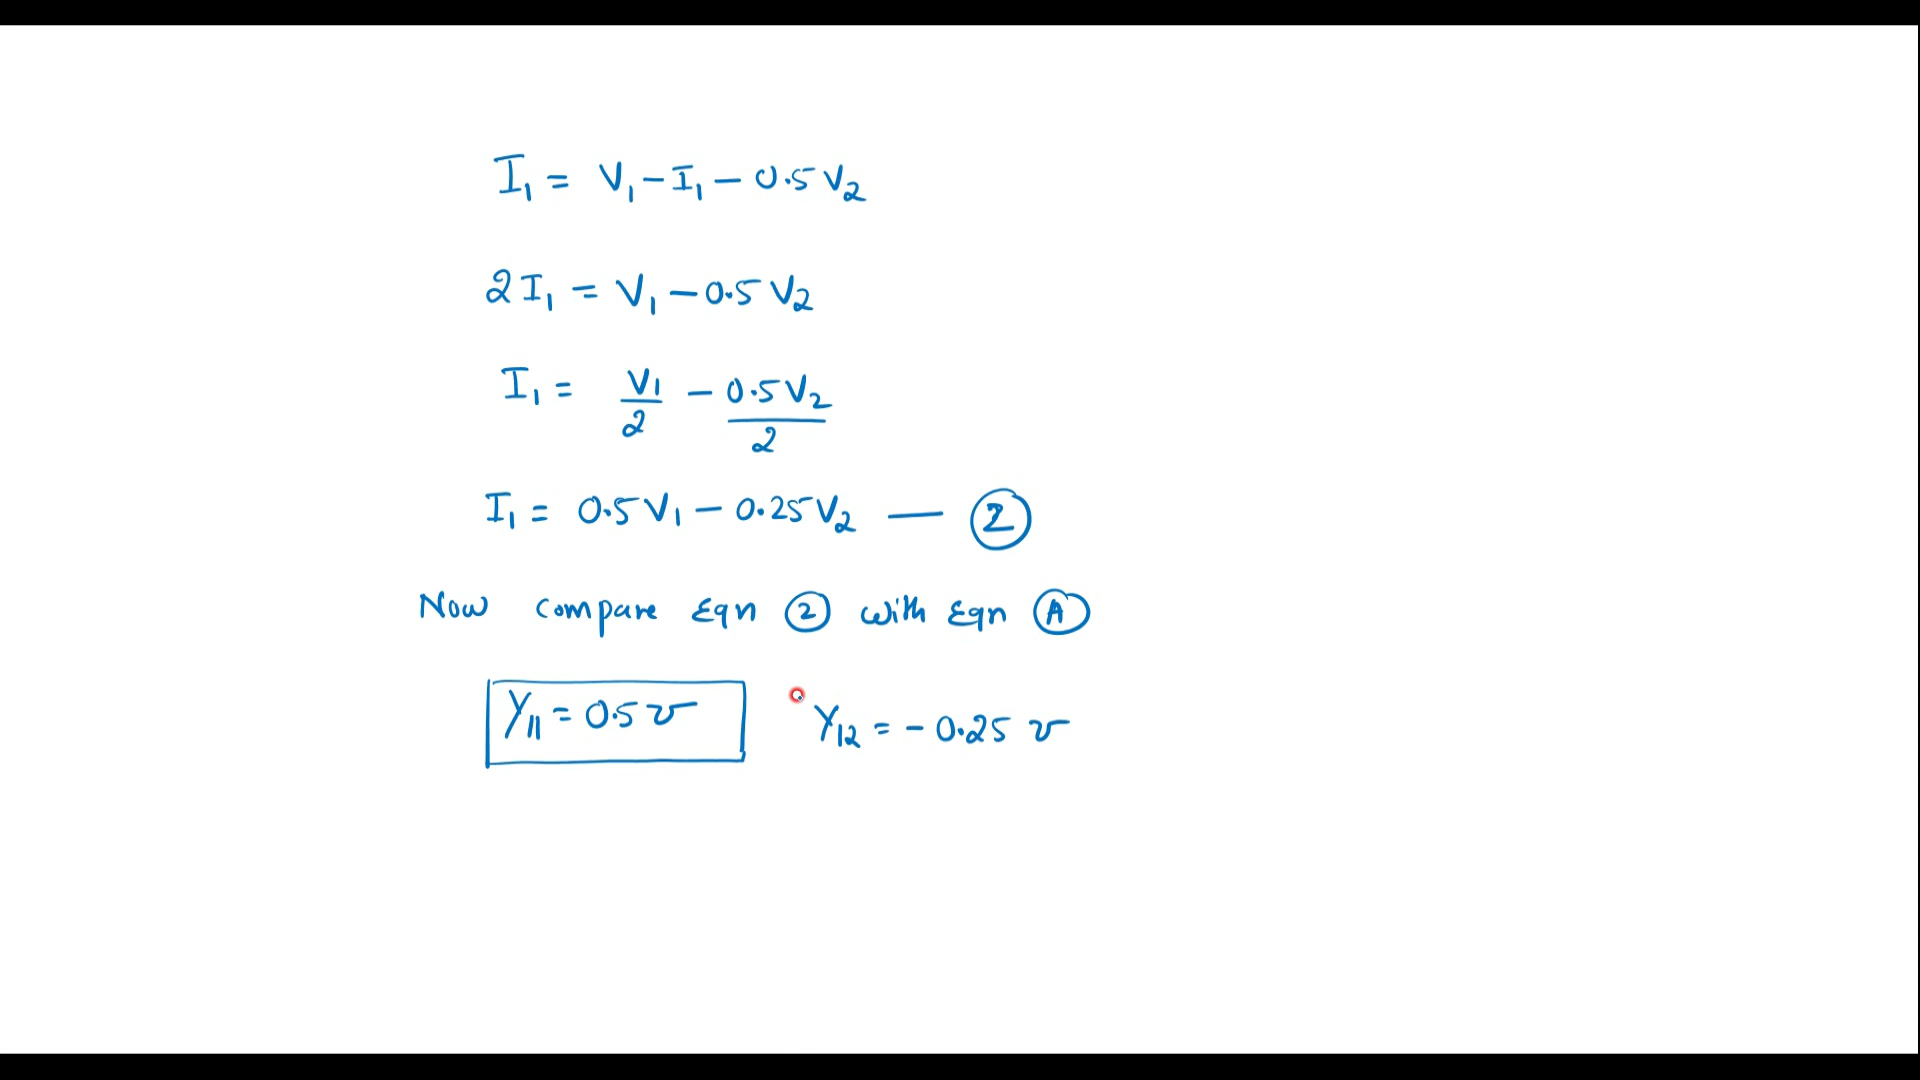 I₁ = V₁ - I₁ - 0.5 V₂
2 I₁ = V₁ - 0.5 V₂
I₁ = V₁/2 - 0.5 V₂/2
I₁ = 0.5 V₁ - 0.25 V₂ — ②
Now compare Eqn ② with Eqn Ⓐ
Y₁₁ = 0.5 ℧ Y₁₂ = - 0.25 ℧